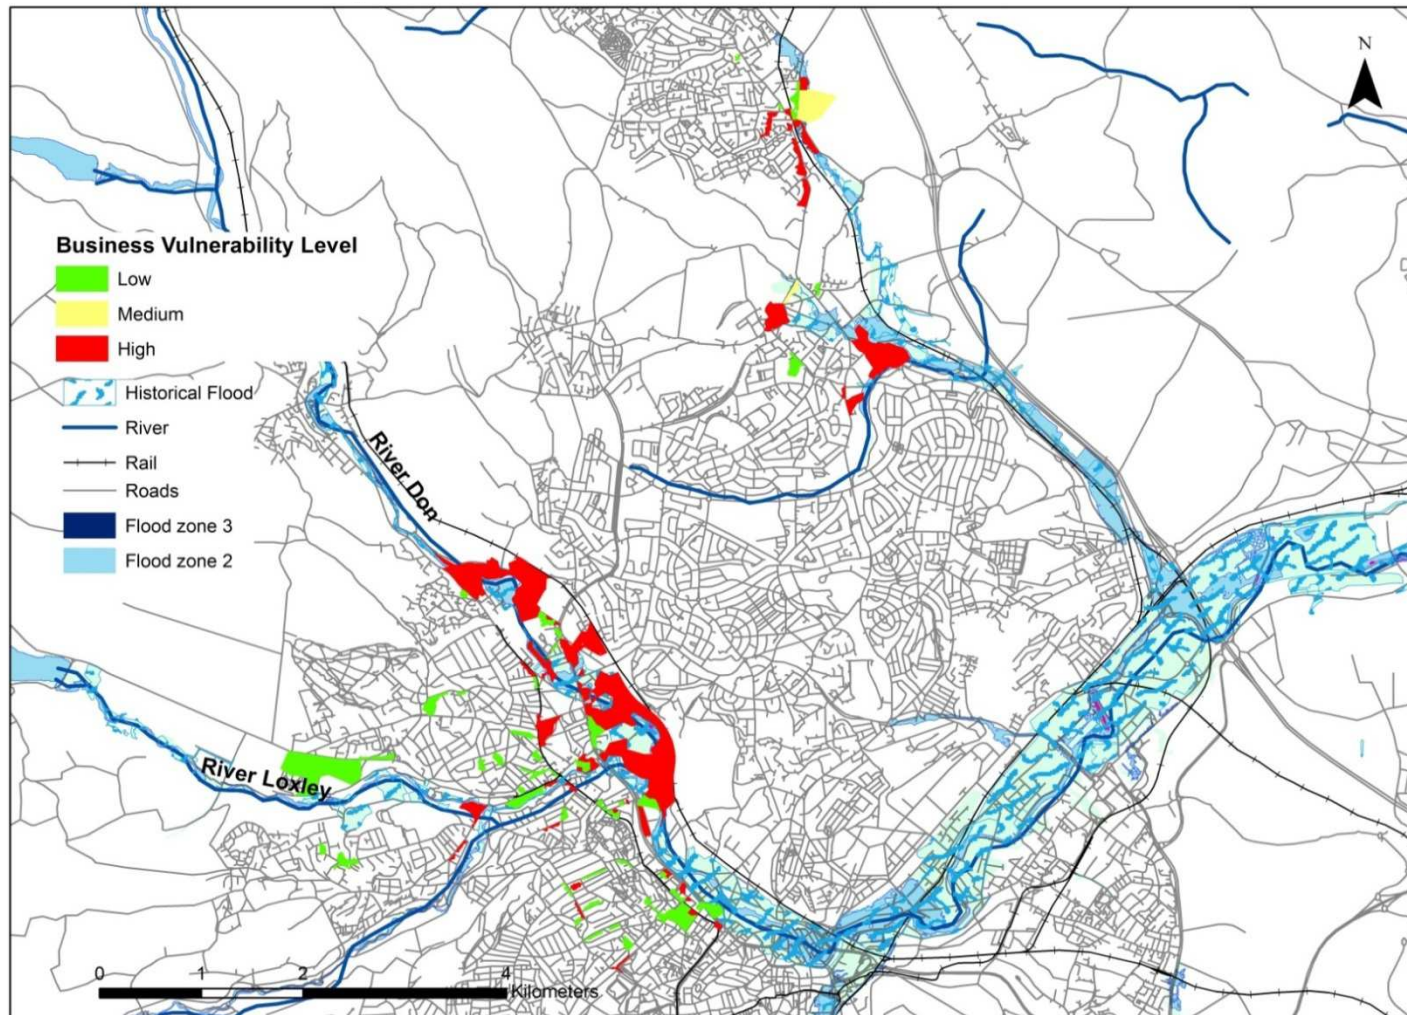 N
Business Vulnerability Level
Low
Medium
High
Historical Flood
River
Rail
Roads
Flood zone 3
Flood zone 2
River Don
River Loxley
0 1 2 4
Kilometers